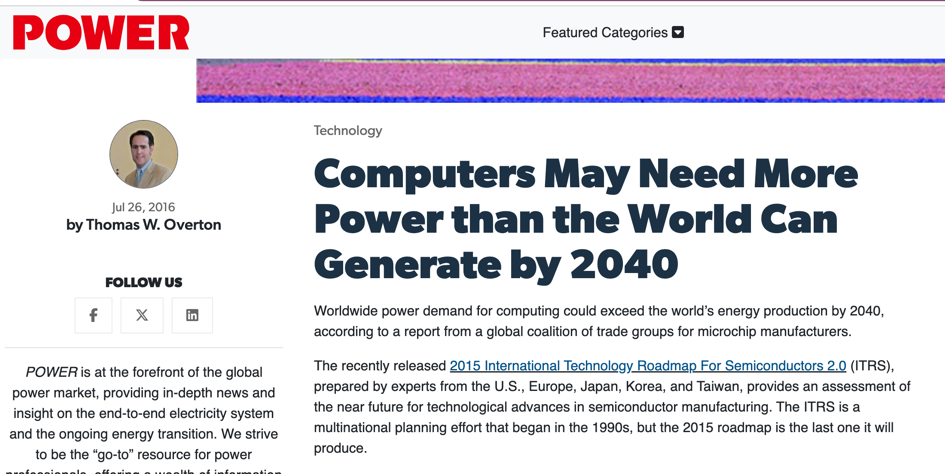 POWER
Featured Categories
Technology
Computers May Need More
Power than the World Can
Generate by 2040
Jul 26, 2016
by Thomas W. Overton
FOLLOW US
POWER is at the forefront of the global
power market, providing in-depth news and
insight on the end-to-end electricity system
and the ongoing energy transition. We strive
to be the “go-to” resource for power
professionals, offering a wealth of information
Worldwide power demand for computing could exceed the world’s energy production by 2040,
according to a report from a global coalition of trade groups for microchip manufacturers.
The recently released 2015 International Technology Roadmap For Semiconductors 2.0 (ITRS),
prepared by experts from the U.S., Europe, Japan, Korea, and Taiwan, provides an assessment of
the near future for technological advances in semiconductor manufacturing. The ITRS is a
multinational planning effort that began in the 1990s, but the 2015 roadmap is the last one it will
produce.